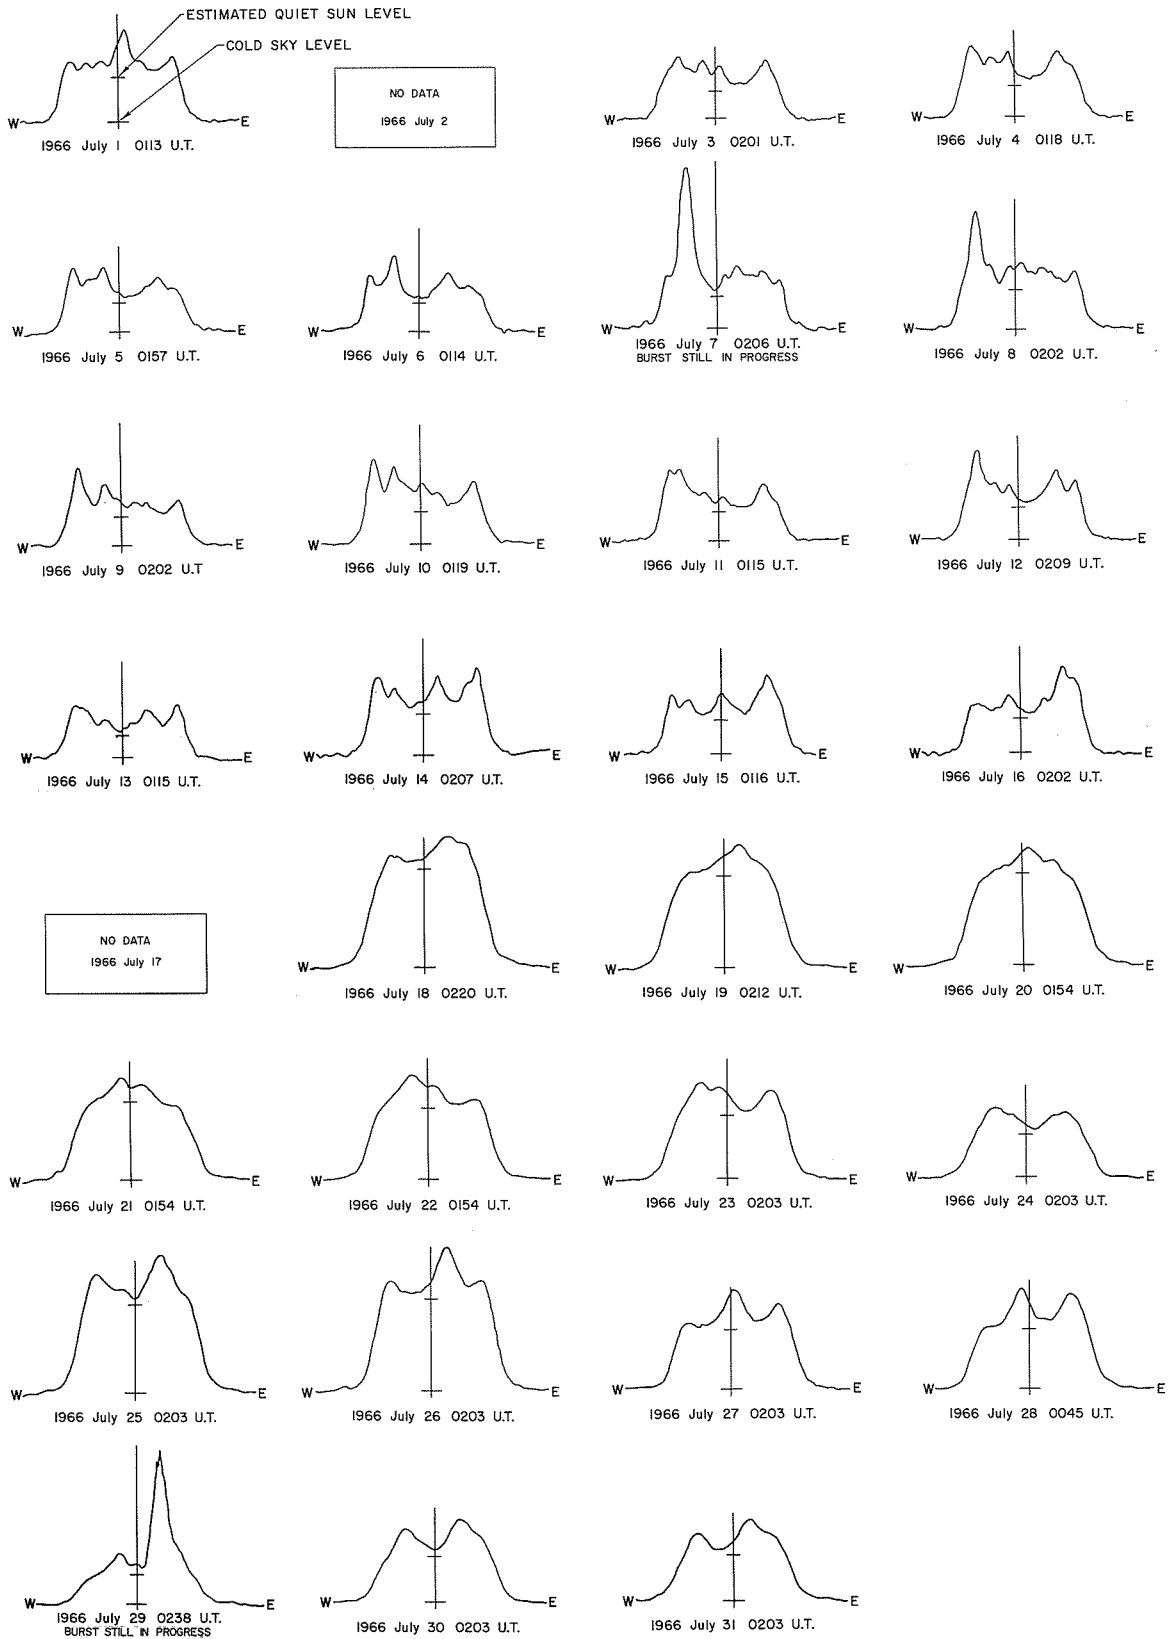 ESTIMATED QUIET SUN LEVEL
COLD SKY LEVEL
W E
1966 July 1 0113 U.T.
NO DATA
1966 July 2
W E
1966 July 3 0201 U.T.
W E
1966 July 4 0118 U.T.
W E
1966 July 5 0157 U.T.
W E
1966 July 6 0114 U.T.
W E
1966 July 7 0206 U.T.
BURST STILL IN PROGRESS
W E
1966 July 8 0202 U.T.
W E
1966 July 9 0202 U.T
W E
1966 July 10 0119 U.T.
W E
1966 July 11 0115 U.T.
W E
1966 July 12 0209 U.T.
W E
1966 July 13 0115 U.T.
W E
1966 July 14 0207 U.T.
W E
1966 July 15 0116 U.T.
W E
1966 July 16 0202 U.T.
NO DATA
1966 July 17
W E
1966 July 18 0220 U.T.
W E
1966 July 19 0212 U.T.
W E
1966 July 20 0154 U.T.
W E
1966 July 21 0154 U.T.
W E
1966 July 22 0154 U.T.
W E
1966 July 23 0203 U.T.
W E
1966 July 24 0203 U.T.
W E
1966 July 25 0203 U.T.
W E
1966 July 26 0203 U.T.
W E
1966 July 27 0203 U.T.
W E
1966 July 28 0045 U.T.
W E
1966 July 29 0238 U.T.
BURST STILL IN PROGRESS
W E
1966 July 30 0203 U.T.
W E
1966 July 31 0203 U.T.